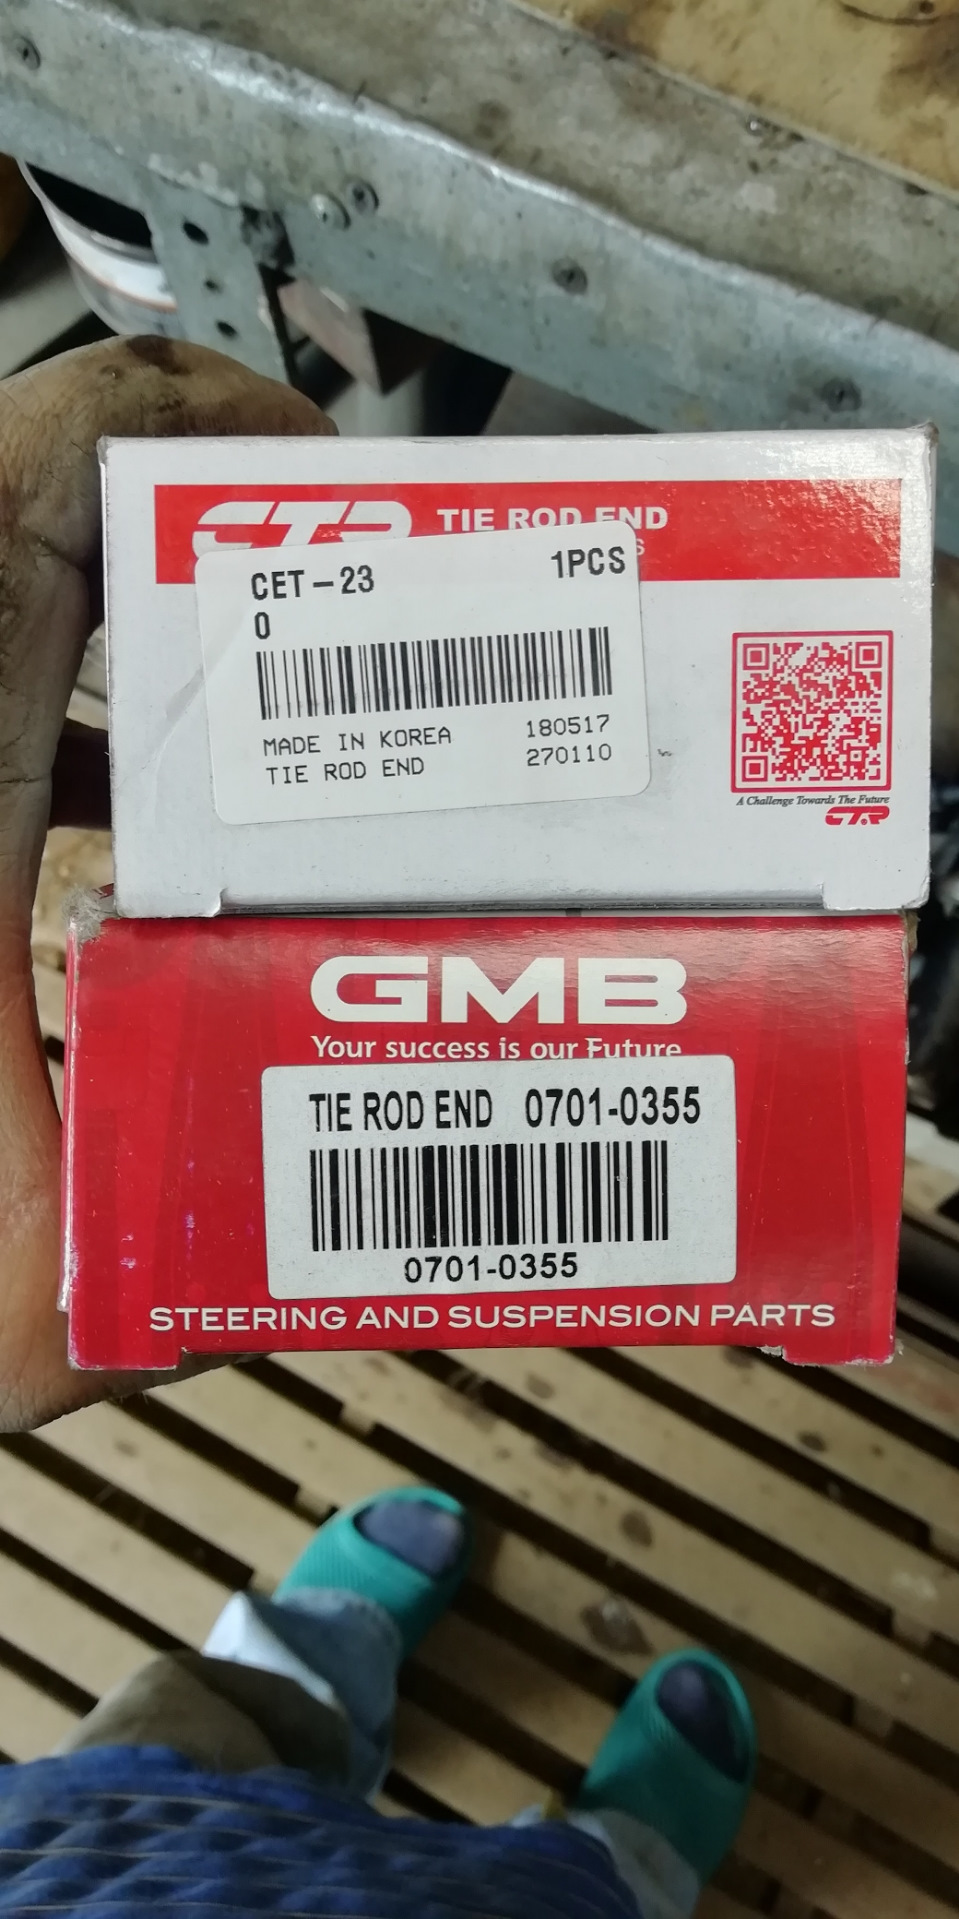 CTR TIE ROD END
CET-23 1PCS
0
MADE IN KOREA 180517
TIE ROD END 270110
A Challenge Towards The Future
CTR
GMB
Your success is our Future
TIE ROD END 0701-0355
0701-0355
STEERING AND SUSPENSION PARTS